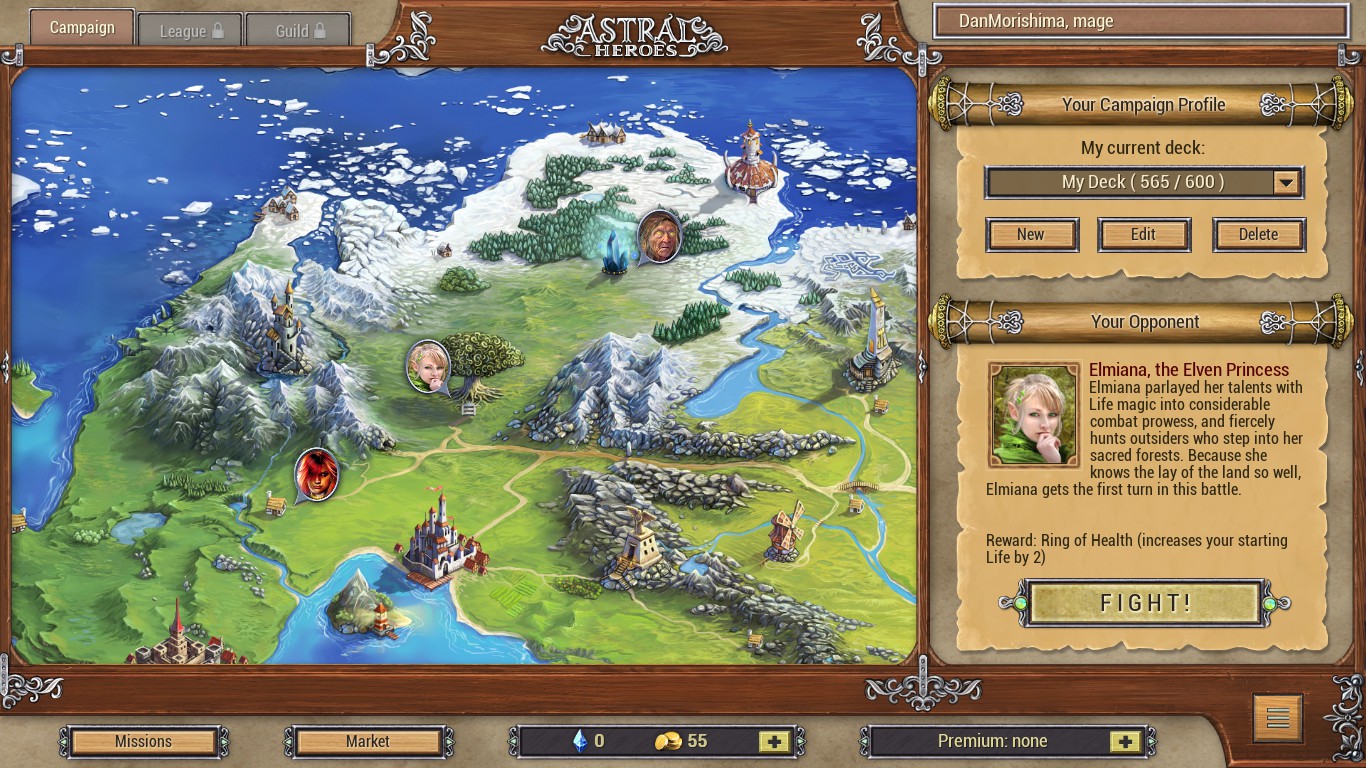 Campaign
League
Guild
ASTRAL
HEROES
DanMorishima, mage
Your Campaign Profile
My current deck:
My Deck ( 565 / 600 )
New
Edit
Delete
Your Opponent
Elmiana, the Elven Princess
Elmiana parlayed her talents with
Life magic into considerable
combat prowess, and fiercely
hunts outsiders who step into her
sacred forests. Because she
knows the lay of the land so well,
Elmiana gets the first turn in this battle.
Reward: Ring of Health (increases your starting
Life by 2)
FIGHT!
Missions
Market
0
55
Premium: none